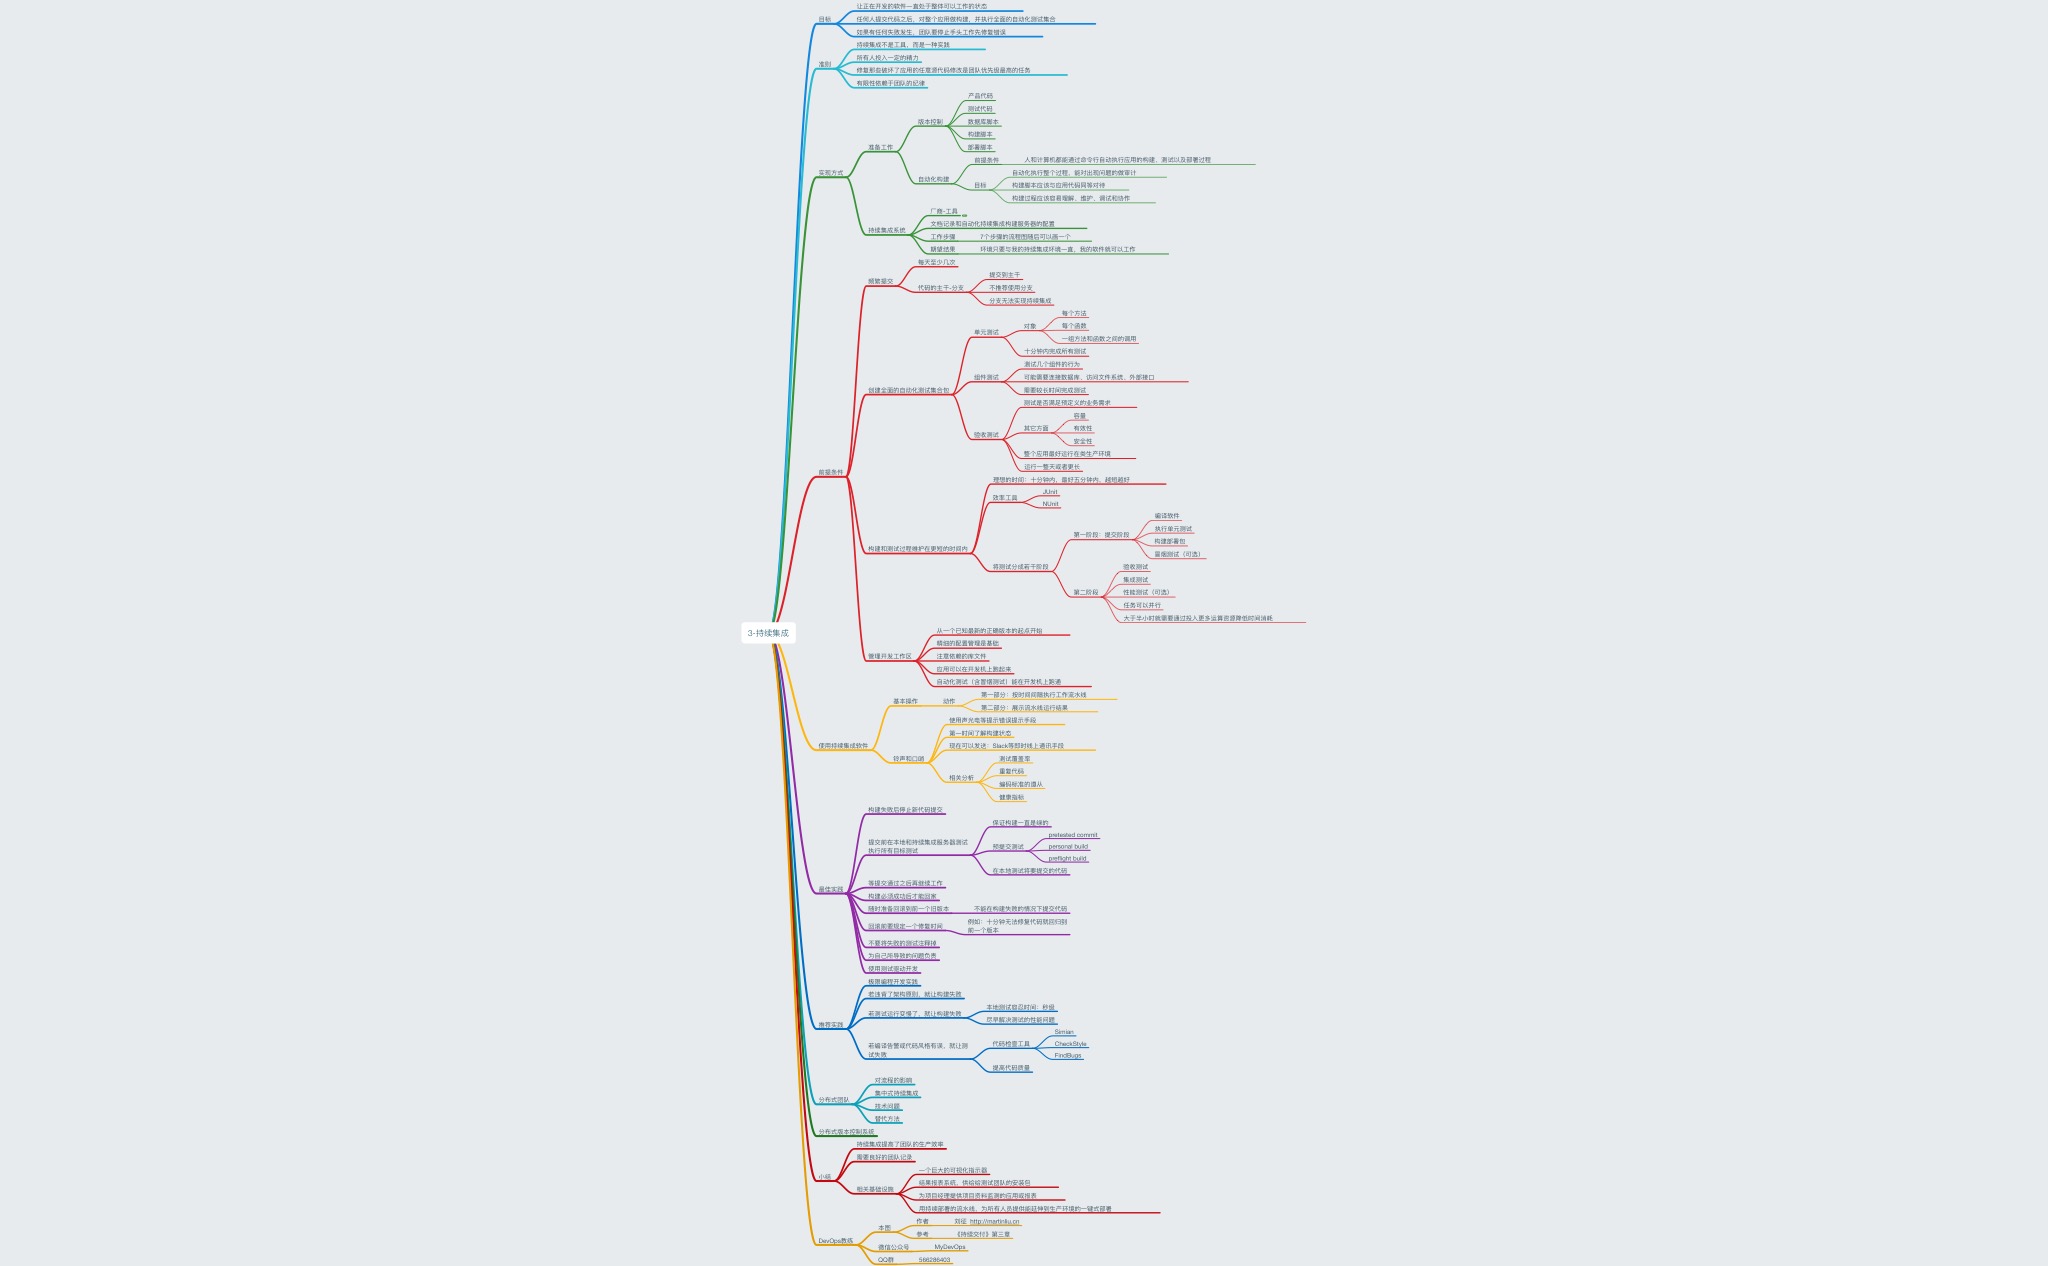 让正在开发的软件一直处于整体可以工作的状态
目标
任何人提交代码之后，对整个应用做构建，并执行全面的自动化测试集合
如果有任何失败发生，团队要停止手头工作先修复错误
持续集成不是工具，而是一种实践
所有人投入一定的精力
准则
修复那些破坏了应用的任意源代码修改是团队优先级最高的任务
有限性依赖于团队的纪律
产品代码
测试代码
版本控制
数据库脚本
构建脚本
部署脚本
准备工作
前提条件
人和计算机都能通过命令行自动执行应用的构建、测试以及部署过程
自动化构建
自动化执行整个过程，能对出现问题的做审计
目标
构建脚本应该与应用代码同等对待
构建过程应该容易理解、维护、调试和协作
实现方式
厂商-工具
文档记录和自动化持续集成构建服务器的配置
持续集成系统
工作步骤
7个步骤的流程图随后可以画一个
期望结果
环境只要与我的持续集成环境一直，我的软件就可以工作
每天至少几次
频繁提交
提交到主干
代码的主干-分支
不推荐使用分支
分支无法实现持续集成
每个方法
单元测试
对象
每个函数
一组方法和函数之间的调用
十分钟内完成所有测试
测试几个组件的行为
组件测试
可能需要连接数据库、访问文件系统、外部接口
需要较长时间完成测试
创建全面的自动化测试集合包
测试是否满足预定义的业务需求
容量
其它方面
有效性
安全性
验收测试
整个应用最好运行在类生产环境
运行一整天或者更长
前提条件
理想的时间：十分钟内，最好五分钟内，越短越好
效率工具
JUnit
NUnit
构建和测试过程维护在更短的时间内
编译软件
执行单元测试
第一阶段：提交阶段
构建部署包
冒烟测试（可选）
将测试分成若干阶段
验收测试
集成测试
第二阶段
性能测试（可选）
任务可以并行
大于半小时就需要通过投入更多运算资源降低时间消耗
3-持续集成
从一个已知最新的正确版本的起点开始
精细的配置管理是基础
管理开发工作区
注意依赖的库文件
应用可以在开发机上跑起来
自动化测试（含冒烟测试）能在开发机上跑通
基本操作
动作
第一部分：按时间间隔执行工作流水线
第二部分：展示流水线运行结果
使用持续集成软件
使用声光电等提示错误提示手段
第一时间了解构建状态
铃声和口哨
现在可以发送：Slack等即时线上通讯手段
测试覆盖率
相关分析
重复代码
编码标准的遵从
健康指标
构建失败后停止新代码提交
保证构建一直是绿的
提交前在本地和持续集成服务器测试
执行所有目标测试
pretested commit
预提交测试
personal build
preflight build
在本地测试将要提交的代码
等提交通过之后再继续工作
最佳实践
构建必须成功后才能回家
随时准备回滚到前一个旧版本
不能在构建失败的情况下提交代码
回滚前要规定一个修复时间
例如：十分钟无法修复代码就回归到
前一个版本
不要将失败的测试注释掉
为自己所导致的问题负责
使用测试驱动开发
极限编程开发实践
若违背了架构原则，就让构建失败
若测试运行变慢了，就让构建失败
本地测试容忍时间：秒级
尽早解决测试的性能问题
推荐实践
若编译告警或代码风格有误，就让测
试失败
Simian
代码检查工具
CheckStyle
FindBugs
提高代码质量
对流程的影响
集中式持续集成
分布式团队
技术问题
替代方法
分布式版本控制系统
持续集成提高了团队的生产效率
需要良好的团队记录
小结
一个巨大的可视化指示器
相关基础设施
结果报表系统，供给给测试团队的安装包
为项目经理提供项目资料监测的应用或报表
用持续部署的流水线，为所有人员提供能延伸到生产环境的一键式部署
本图
作者
刘征 http://martinliu.cn
参考
《持续交付》第三章
DevOps教练
微信公众号
MyDevOps
QQ群
566286403